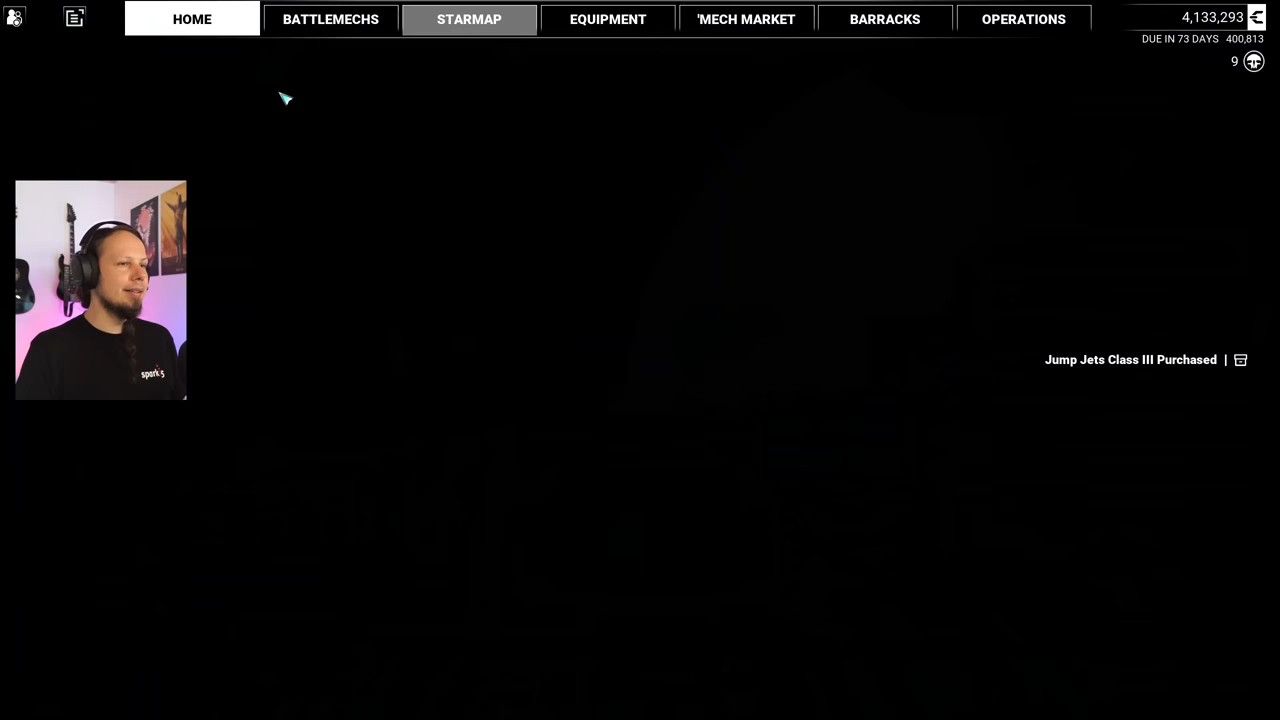 HOME
BATTLEMECHS
STARMAP
EQUIPMENT
'MECH MARKET
BARRACKS
OPERATIONS
4,133,293
DUE IN 73 DAYS 400,813
9
Jump Jets Class III Purchased |
spark5